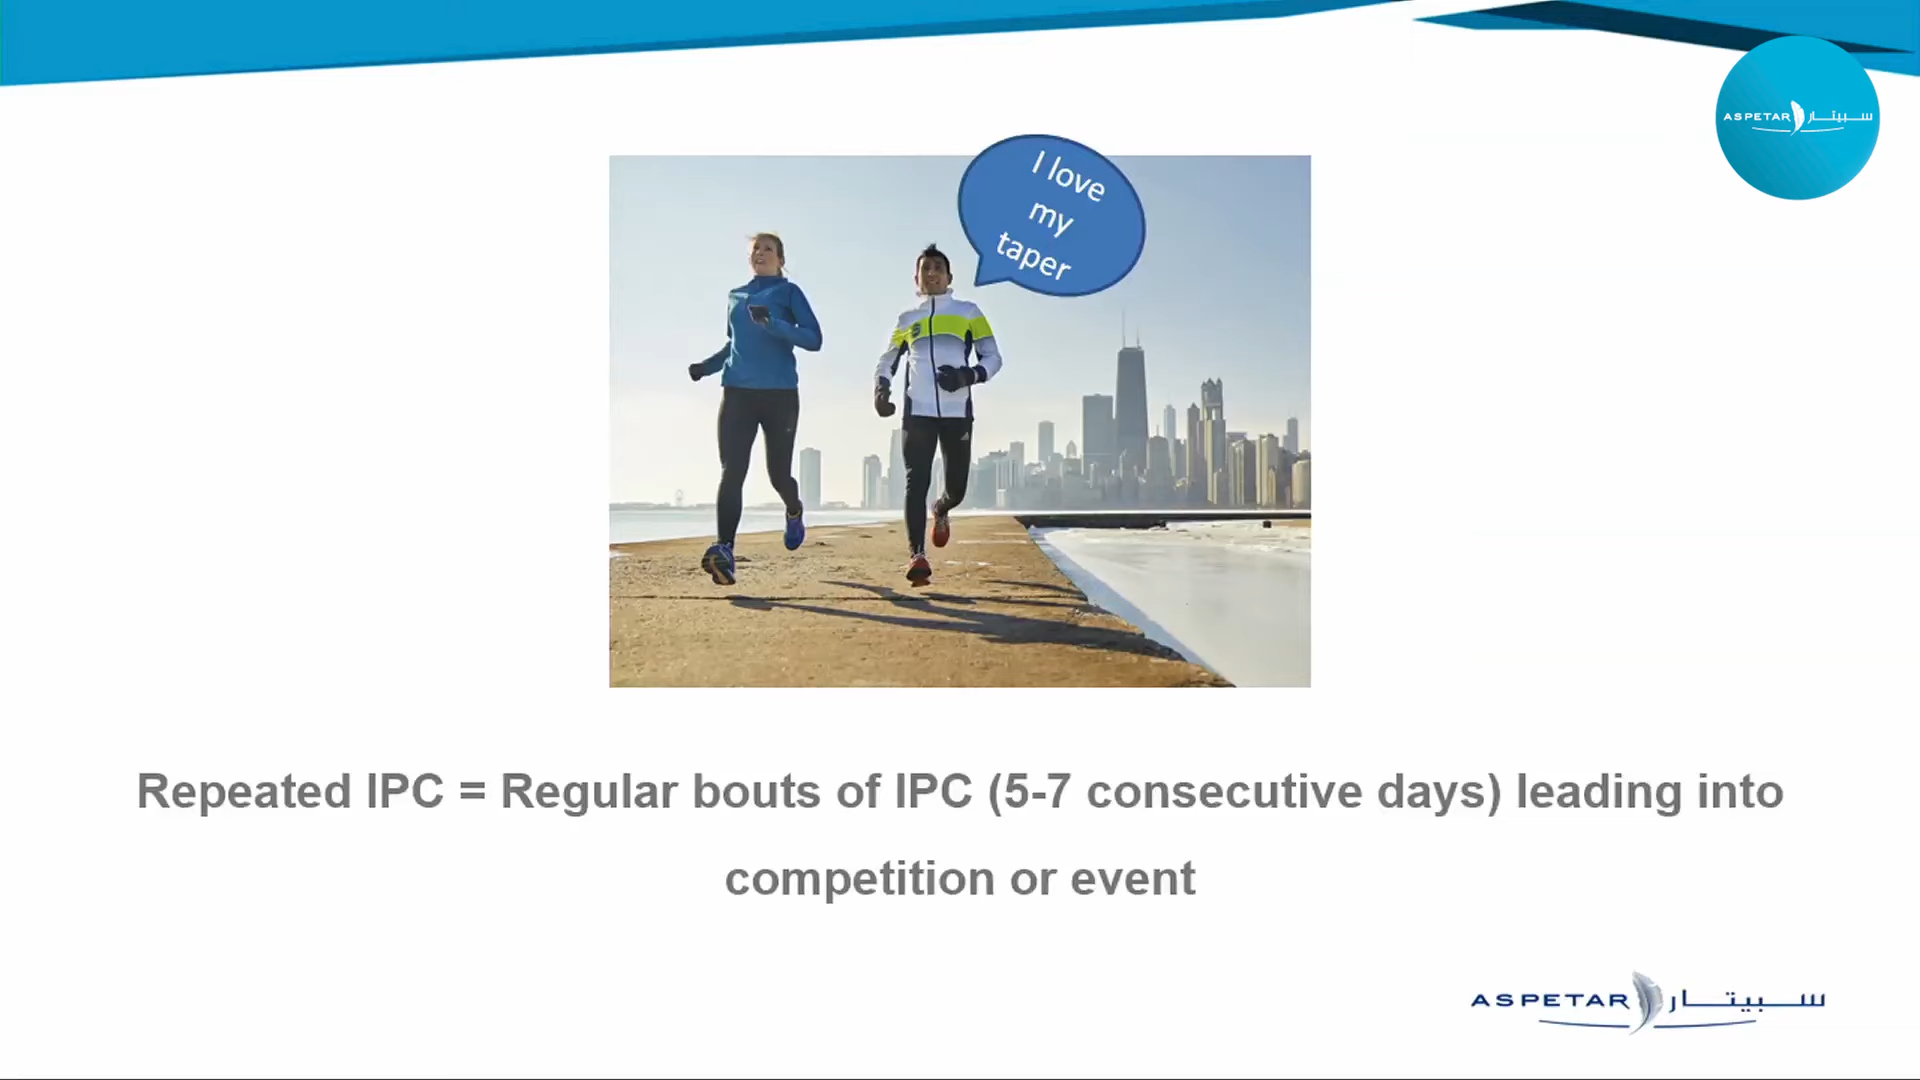 ASPETAR سبيتار
I love
my
taper
Repeated IPC = Regular bouts of IPC (5-7 consecutive days) leading into
competition or event
ASPETAR سبيتار